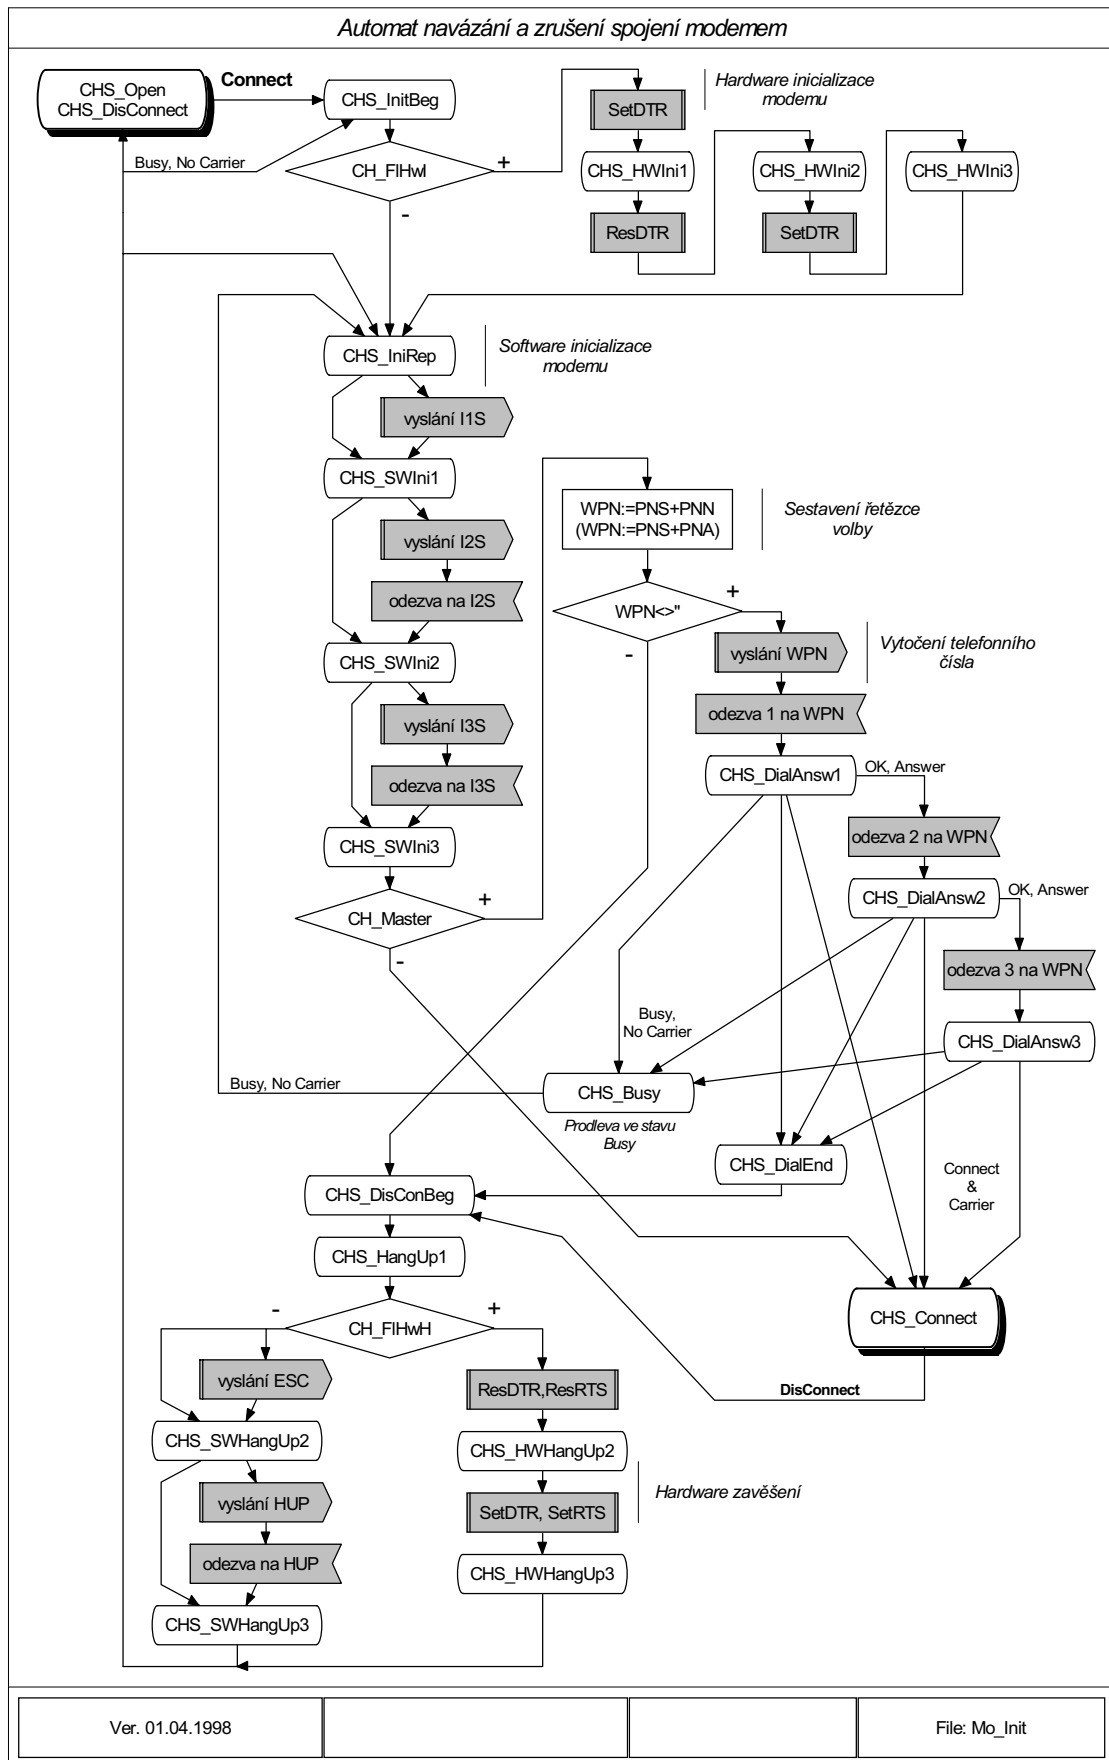 Automat navázání a zrušení spojení modemem
CHS_Open
CHS_DisConnect
Connect
CHS_InitBeg
Busy, No Carrier
CH_FlHwI
+
-
SetDTR
Hardware inicializace
modemu
CHS_HWIni1
CHS_HWIni2
CHS_HWIni3
ResDTR
SetDTR
CHS_IniRep
Software inicializace
modemu
vyslání I1S
CHS_SWIni1
vyslání I2S
odezva na I2S
CHS_SWIni2
vyslání I3S
odezva na I3S
CHS_SWIni3
CH_Master
+
-
WPN:=PNS+PNN
(WPN:=PNS+PNA)
Sestavení řetězce
volby
WPN<>"
+
-
vyslání WPN
Vytočení telefonního
čísla
odezva 1 na WPN
CHS_DialAnsw1
OK, Answer
odezva 2 na WPN
CHS_DialAnsw2
OK, Answer
odezva 3 na WPN
CHS_DialAnsw3
Busy,
No Carrier
Busy, No Carrier
CHS_Busy
Prodleva ve stavu
Busy
CHS_DialEnd
Connect
&
Carrier
CHS_DisConBeg
CHS_HangUp1
CH_FlHwH
-
+
CHS_Connect
DisConnect
vyslání ESC
CHS_SWHangUp2
vyslání HUP
odezva na HUP
CHS_SWHangUp3
ResDTR,ResRTS
CHS_HWHangUp2
SetDTR, SetRTS
Hardware zavěšení
CHS_HWHangUp3
Ver. 01.04.1998
File: Mo_Init